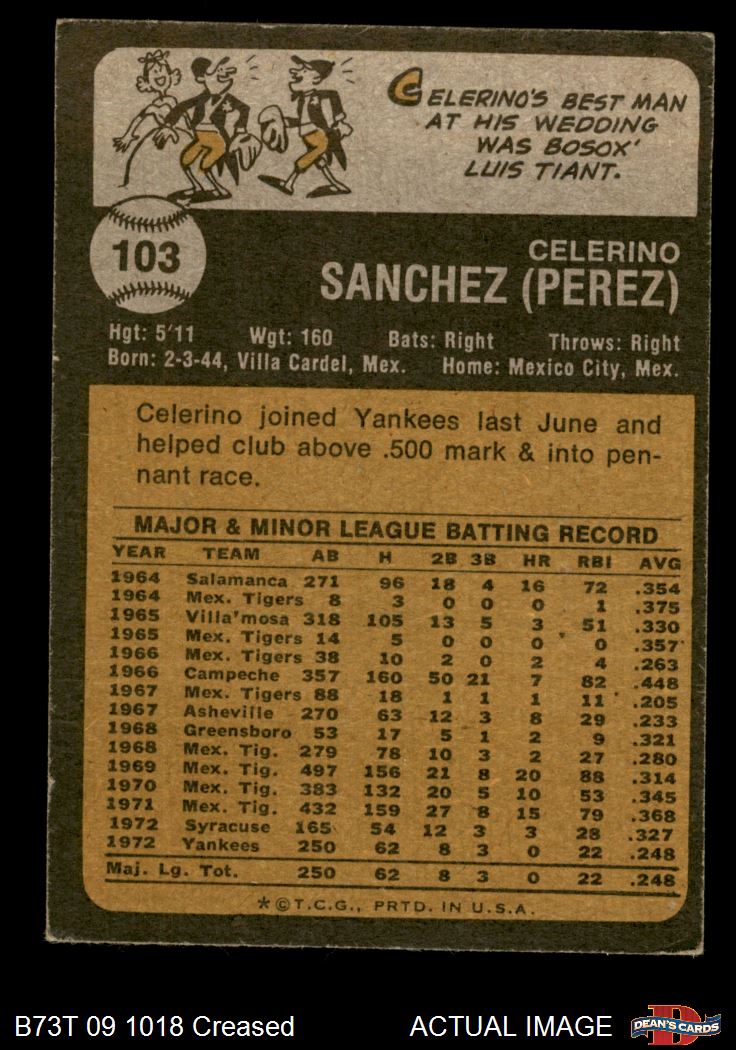 CELERINO'S BEST MAN
AT HIS WEDDING
WAS BOSOX'
LUIS TIANT.
103
CELERINO
SANCHEZ (PEREZ)
Hgt: 5'11 Wgt: 160 Bats: Right Throws: Right
Born: 2-3-44, Villa Cardel, Mex. Home: Mexico City, Mex.
Celerino joined Yankees last June and
helped club above .500 mark & into pen-
nant race.
MAJOR & MINOR LEAGUE BATTING RECORD
YEAR TEAM AB H 2B 3B HR RBI AVG
1964 Salamanca 271 96 18 4 16 72 .354
1964 Mex. Tigers 8 3 0 0 0 1 .375
1965 Villa'mosa 318 105 13 5 3 51 .330
1965 Mex. Tigers 14 5 0 0 0 0 .357
1966 Mex. Tigers 38 10 2 0 2 4 .263
1966 Campeche 357 160 50 21 7 82 .448
1967 Mex. Tigers 88 18 1 1 1 11 .205
1967 Asheville 270 63 12 3 8 29 .233
1968 Greensboro 53 17 5 1 2 9 .321
1968 Mex. Tig. 279 78 10 3 2 27 .280
1969 Mex. Tig. 497 156 21 8 20 88 .314
1970 Mex. Tig. 383 132 20 5 10 53 .345
1971 Mex. Tig. 432 159 27 8 15 79 .368
1972 Syracuse 165 54 12 3 3 28 .327
1972 Yankees 250 62 8 3 0 22 .248
Maj. Lg. Tot. 250 62 8 3 0 22 .248
*©T.C.G., PRTD. IN U.S.A.
B73T 09 1018 Creased ACTUAL IMAGE
DEAN'S CARDS